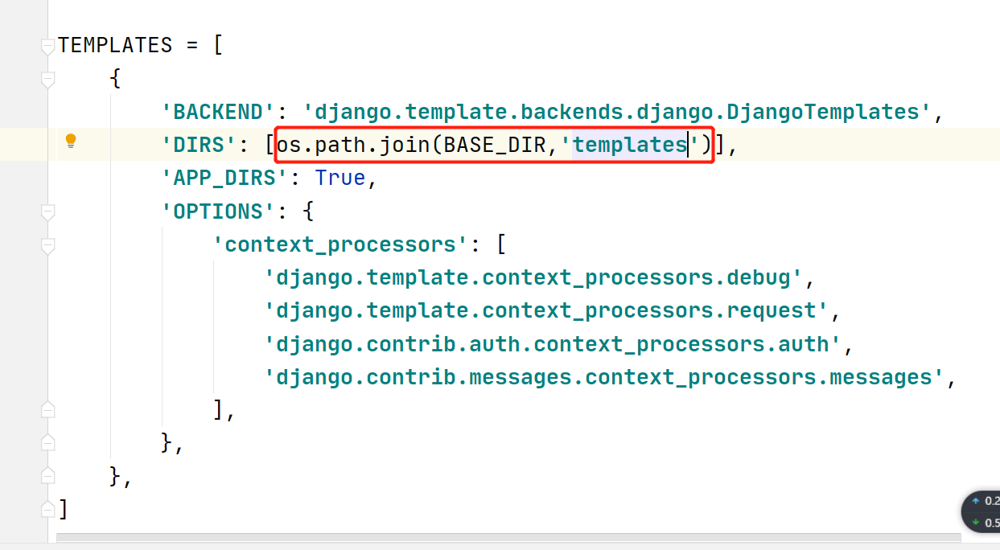 TEMPLATES = [
    {
        'BACKEND': 'django.template.backends.django.DjangoTemplates',
        'DIRS': [os.path.join(BASE_DIR,'templates')],
        'APP_DIRS': True,
        'OPTIONS': {
            'context_processors': [
                'django.template.context_processors.debug',
                'django.template.context_processors.request',
                'django.contrib.auth.context_processors.auth',
                'django.contrib.messages.context_processors.messages',
            ],
        },
    },
]
↑ 0.2
↓ 0.5